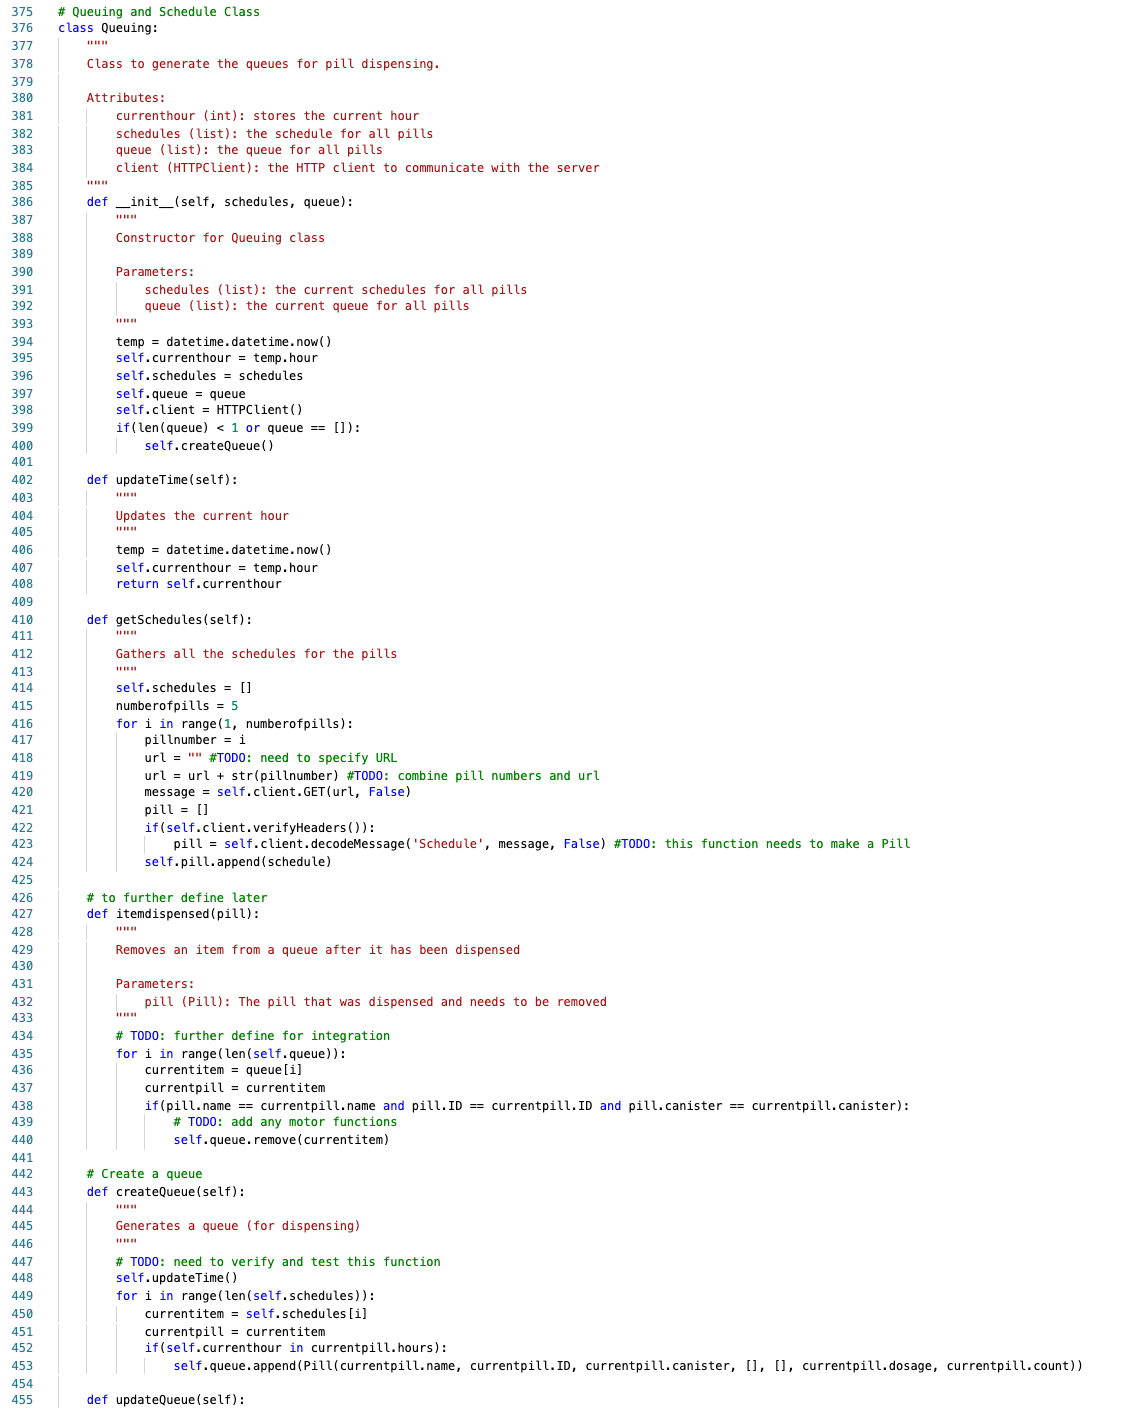 375 # Queuing and Schedule Class
376 class Queuing:
377     """
378     Class to generate the queues for pill dispensing.
379
380     Attributes:
381         currenthour (int): stores the current hour
382         schedules (list): the schedule for all pills
383         queue (list): the queue for all pills
384         client (HTTPClient): the HTTP client to communicate with the server
385     """
386     def __init__(self, schedules, queue):
387         """
388         Constructor for Queuing class
389
390         Parameters:
391             schedules (list): the current schedules for all pills
392             queue (list): the current queue for all pills
393         """
394         temp = datetime.datetime.now()
395         self.currenthour = temp.hour
396         self.schedules = schedules
397         self.queue = queue
398         self.client = HTTPClient()
399         if(len(queue) < 1 or queue == []):
400             self.createQueue()
401
402     def updateTime(self):
403         """
404         Updates the current hour
405         """
406         temp = datetime.datetime.now()
407         self.currenthour = temp.hour
408         return self.currenthour
409
410     def getSchedules(self):
411         """
412         Gathers all the schedules for the pills
413         """
414         self.schedules = []
415         numberofpills = 5
416         for i in range(1, numberofpills):
417             pillnumber = i
418             url = "" #TODO: need to specify URL
419             url = url + str(pillnumber) #TODO: combine pill numbers and url
420             message = self.client.GET(url, False)
421             pill = []
422             if(self.client.verifyHeaders()):
423                 pill = self.client.decodeMessage('Schedule', message, False) #TODO: this function needs to make a Pill
424             self.pill.append(schedule)
425
426     # to further define later
427     def itemdispensed(pill):
428         """
429         Removes an item from a queue after it has been dispensed
430
431         Parameters:
432             pill (Pill): The pill that was dispensed and needs to be removed
433         """
434         # TODO: further define for integration
435         for i in range(len(self.queue)):
436             currentitem = queue[i]
437             currentpill = currentitem
438             if(pill.name == currentpill.name and pill.ID == currentpill.ID and pill.canister == currentpill.canister):
439                 # TODO: add any motor functions
440                 self.queue.remove(currentitem)
441
442     # Create a queue
443     def createQueue(self):
444         """
445         Generates a queue (for dispensing)
446         """
447         # TODO: need to verify and test this function
448         self.updateTime()
449         for i in range(len(self.schedules)):
450             currentitem = self.schedules[i]
451             currentpill = currentitem
452             if(self.currenthour in currentpill.hours):
453                 self.queue.append(Pill(currentpill.name, currentpill.ID, currentpill.canister, [], [], currentpill.dosage, currentpill.count))
454
455     def updateQueue(self):